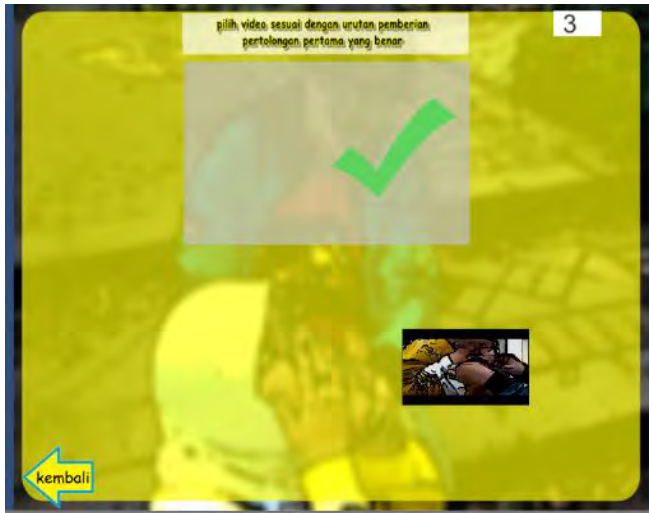 pilih video sesuai dengan urutan pemberian
pertolongan pertama yang benar
3
kembali